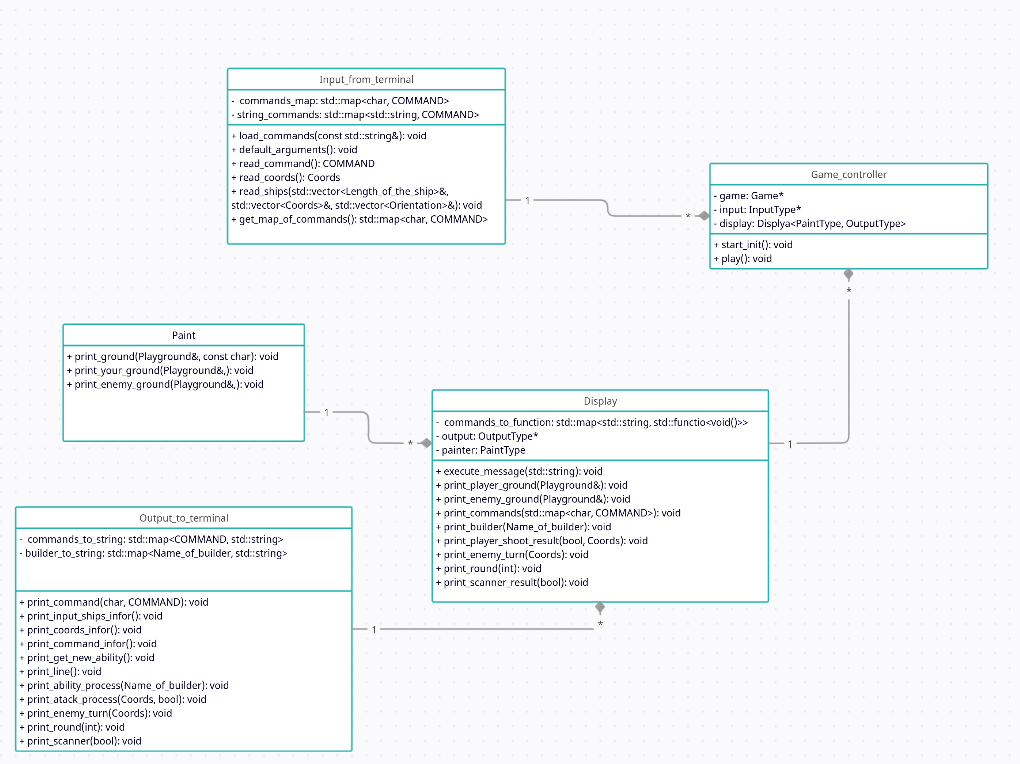 Input_from_terminal
- commands_map: std::map<char, COMMAND>
- string_commands: std::map<std::string, COMMAND>
+ load_commands(const std::string&): void
+ default_arguments(): void
+ read_command(): COMMAND
+ read_coords(): Coords
+ read_ships(std::vector<Length_of_the_ship>&,
std::vector<Coords>&, std::vector<Orientation>&): void
+ get_map_of_commands(): std::map<char, COMMAND>
1
*
Game_controller
- game: Game*
- input: InputType*
- display: Displya<PaintType, OutputType>
+ start_init(): void
+ play(): void
*
Paint
+ print_ground(Playground&, const char): void
+ print_your_ground(Playground&,): void
+ print_enemy_ground(Playground&,): void
1
*
Display
- commands_to_function: std::map<std::string, std::functio<void()>>
- output: OutputType*
- painter: PaintType
+ execute_message(std::string): void
+ print_player_ground(Playground&): void
+ print_enemy_ground(Playground&): void
+ print_commands(std::map<char, COMMAND>): void
+ print_builder(Name_of_builder): void
+ print_player_shoot_result(bool, Coords): void
+ print_enemy_turn(Coords): void
+ print_round(int): void
+ print_scanner_result(bool): void
1
Output_to_terminal
- commands_to_string: std::map<COMMAND, std::string>
- builder_to_string: std::map<Name_of_builder, std::string>
+ print_command(char, COMMAND): void
+ print_input_ships_infor(): void
+ print_coords_infor(): void
+ print_command_infor(): void
+ print_get_new_ability(): void
+ print_line(): void
+ print_ability_process(Name_of_builder): void
+ print_atack_process(Coords, bool): void
+ print_enemy_turn(Coords): void
+ print_round(int): void
+ print_scanner(bool): void
1
*